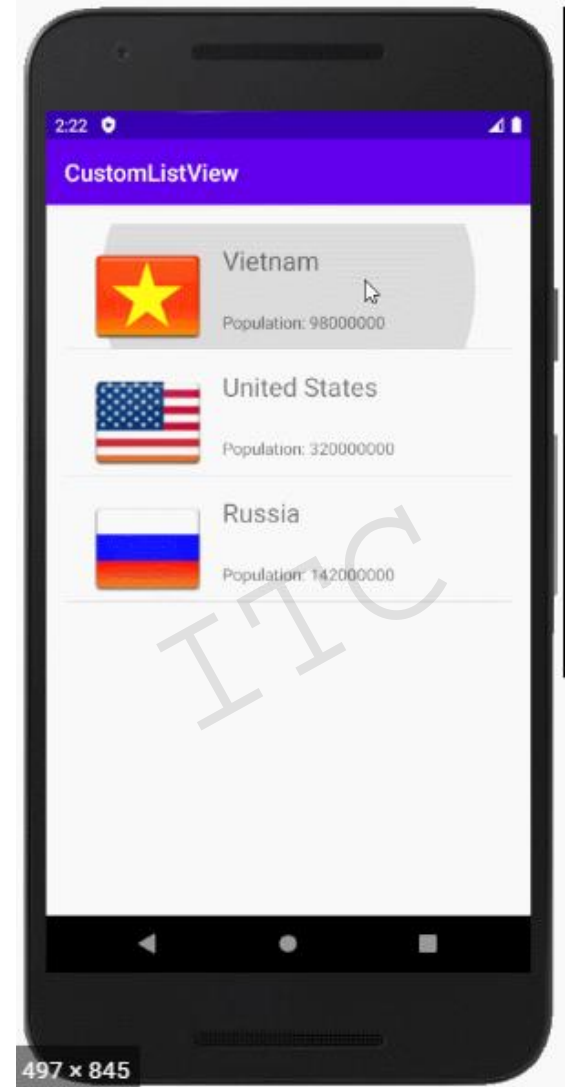 2:22
CustomListView
Vietnam
Population: 98000000
United States
Population: 320000000
Russia
Population: 142000000
ITC
497 × 845